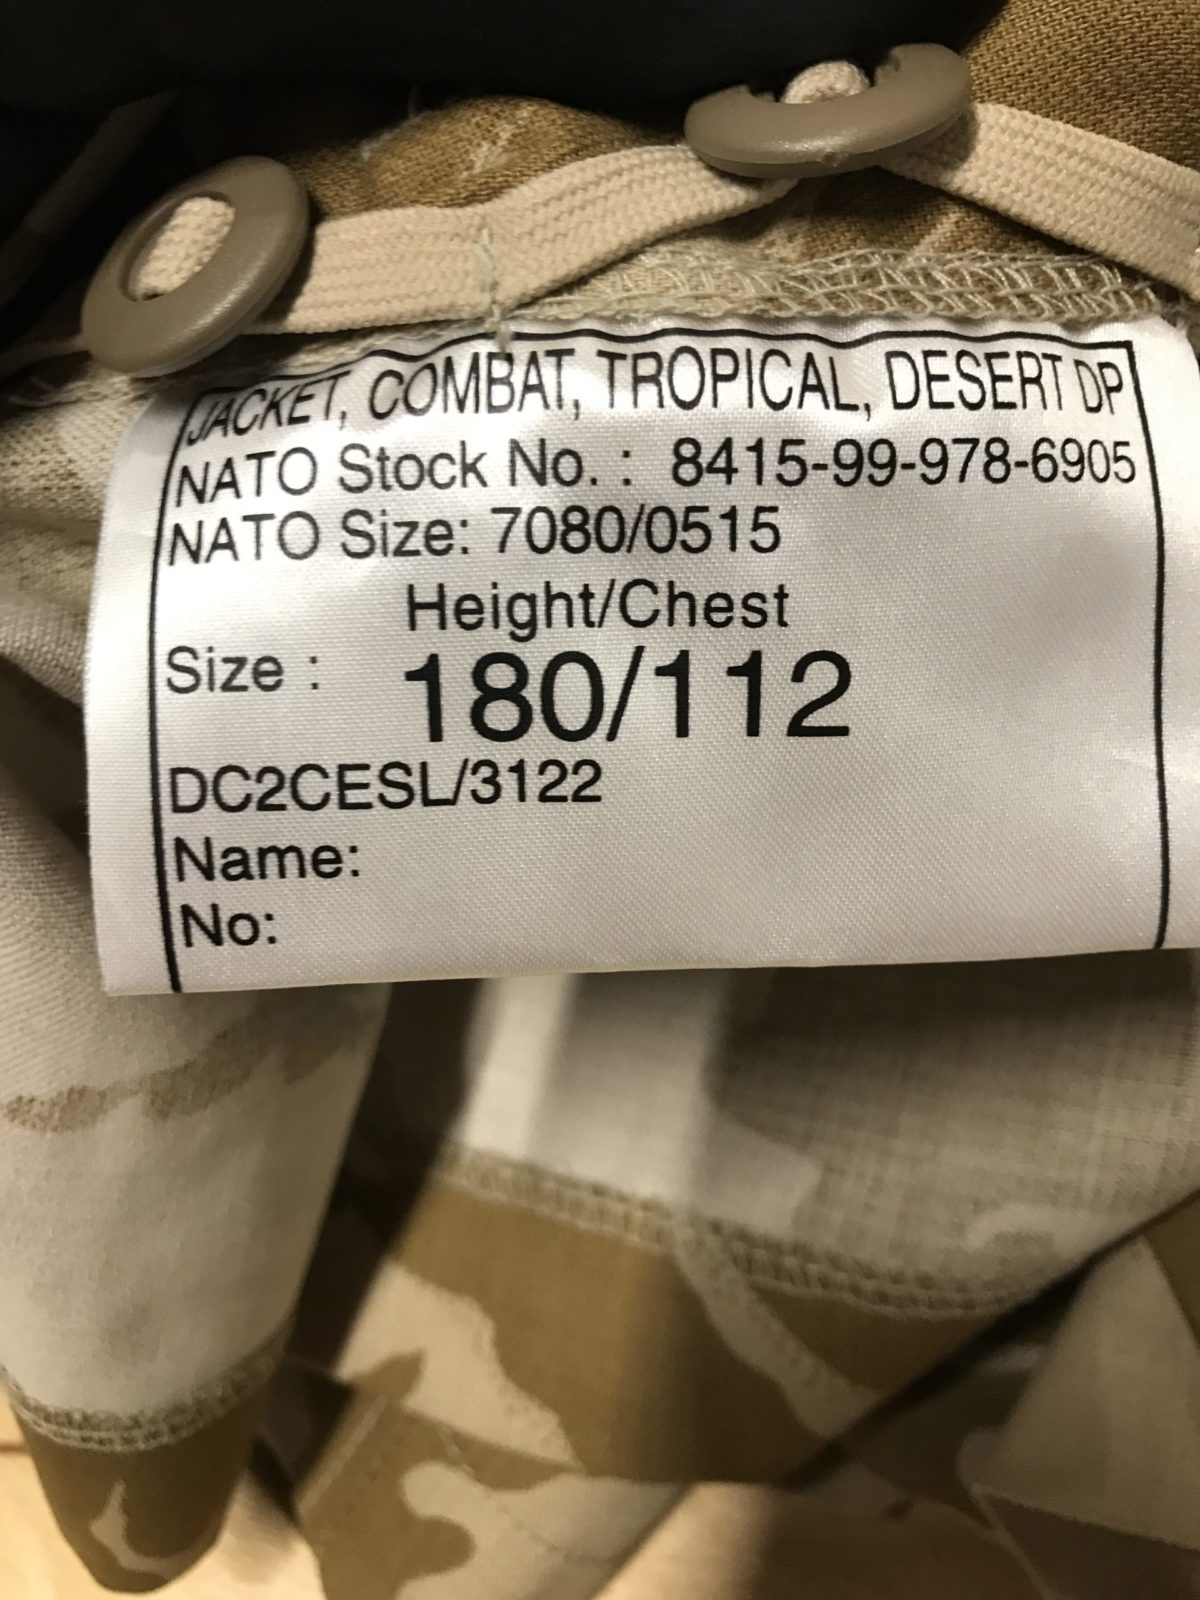 JACKET, COMBAT, TROPICAL, DESERT DP
NATO Stock No. : 8415-99-978-6905
NATO Size: 7080/0515
Height/Chest
Size : 180/112
DC2CESL/3122
Name:
No: